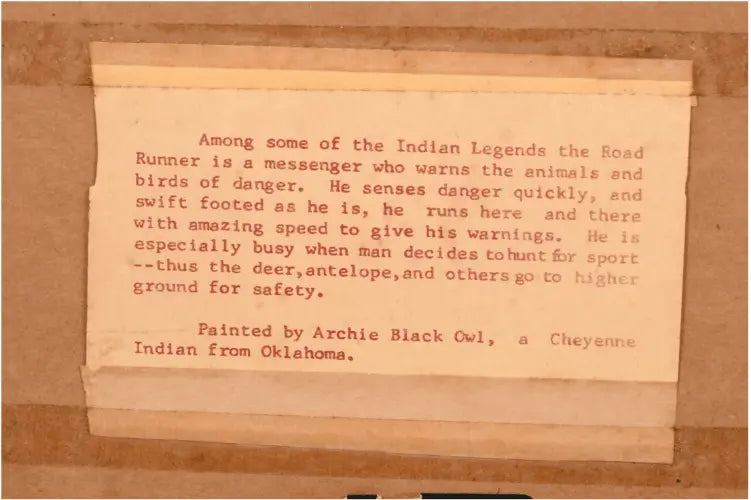 Among some of the Indian Legends the Road
Runner is a messenger who warns the animals and
birds of danger. He senses danger quickly, and
swift footed as he is, he runs here and there
with amazing speed to give his warnings. He is
especially busy when man decides to hunt for sport
--thus the deer,antelope,and others go to higher
ground for safety.
Painted by Archie Black Owl, a Cheyenne
Indian from Oklahoma.